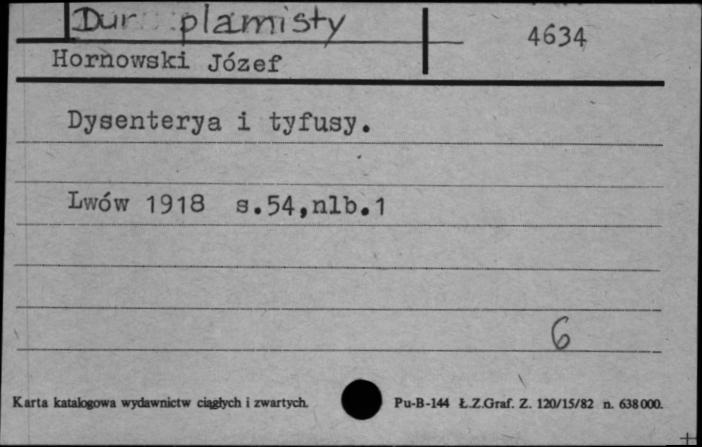 Dur plamisty
4634
Hornowski Józef
Dysenterya i tyfusy.
Lwów 1918 s.54,nlb.1
6
Karta katalogowa wydawnictw ciągłych i zwartych.
Pu-B-144 Ł.Z.Graf. Z. 120/15/82 n. 638000.